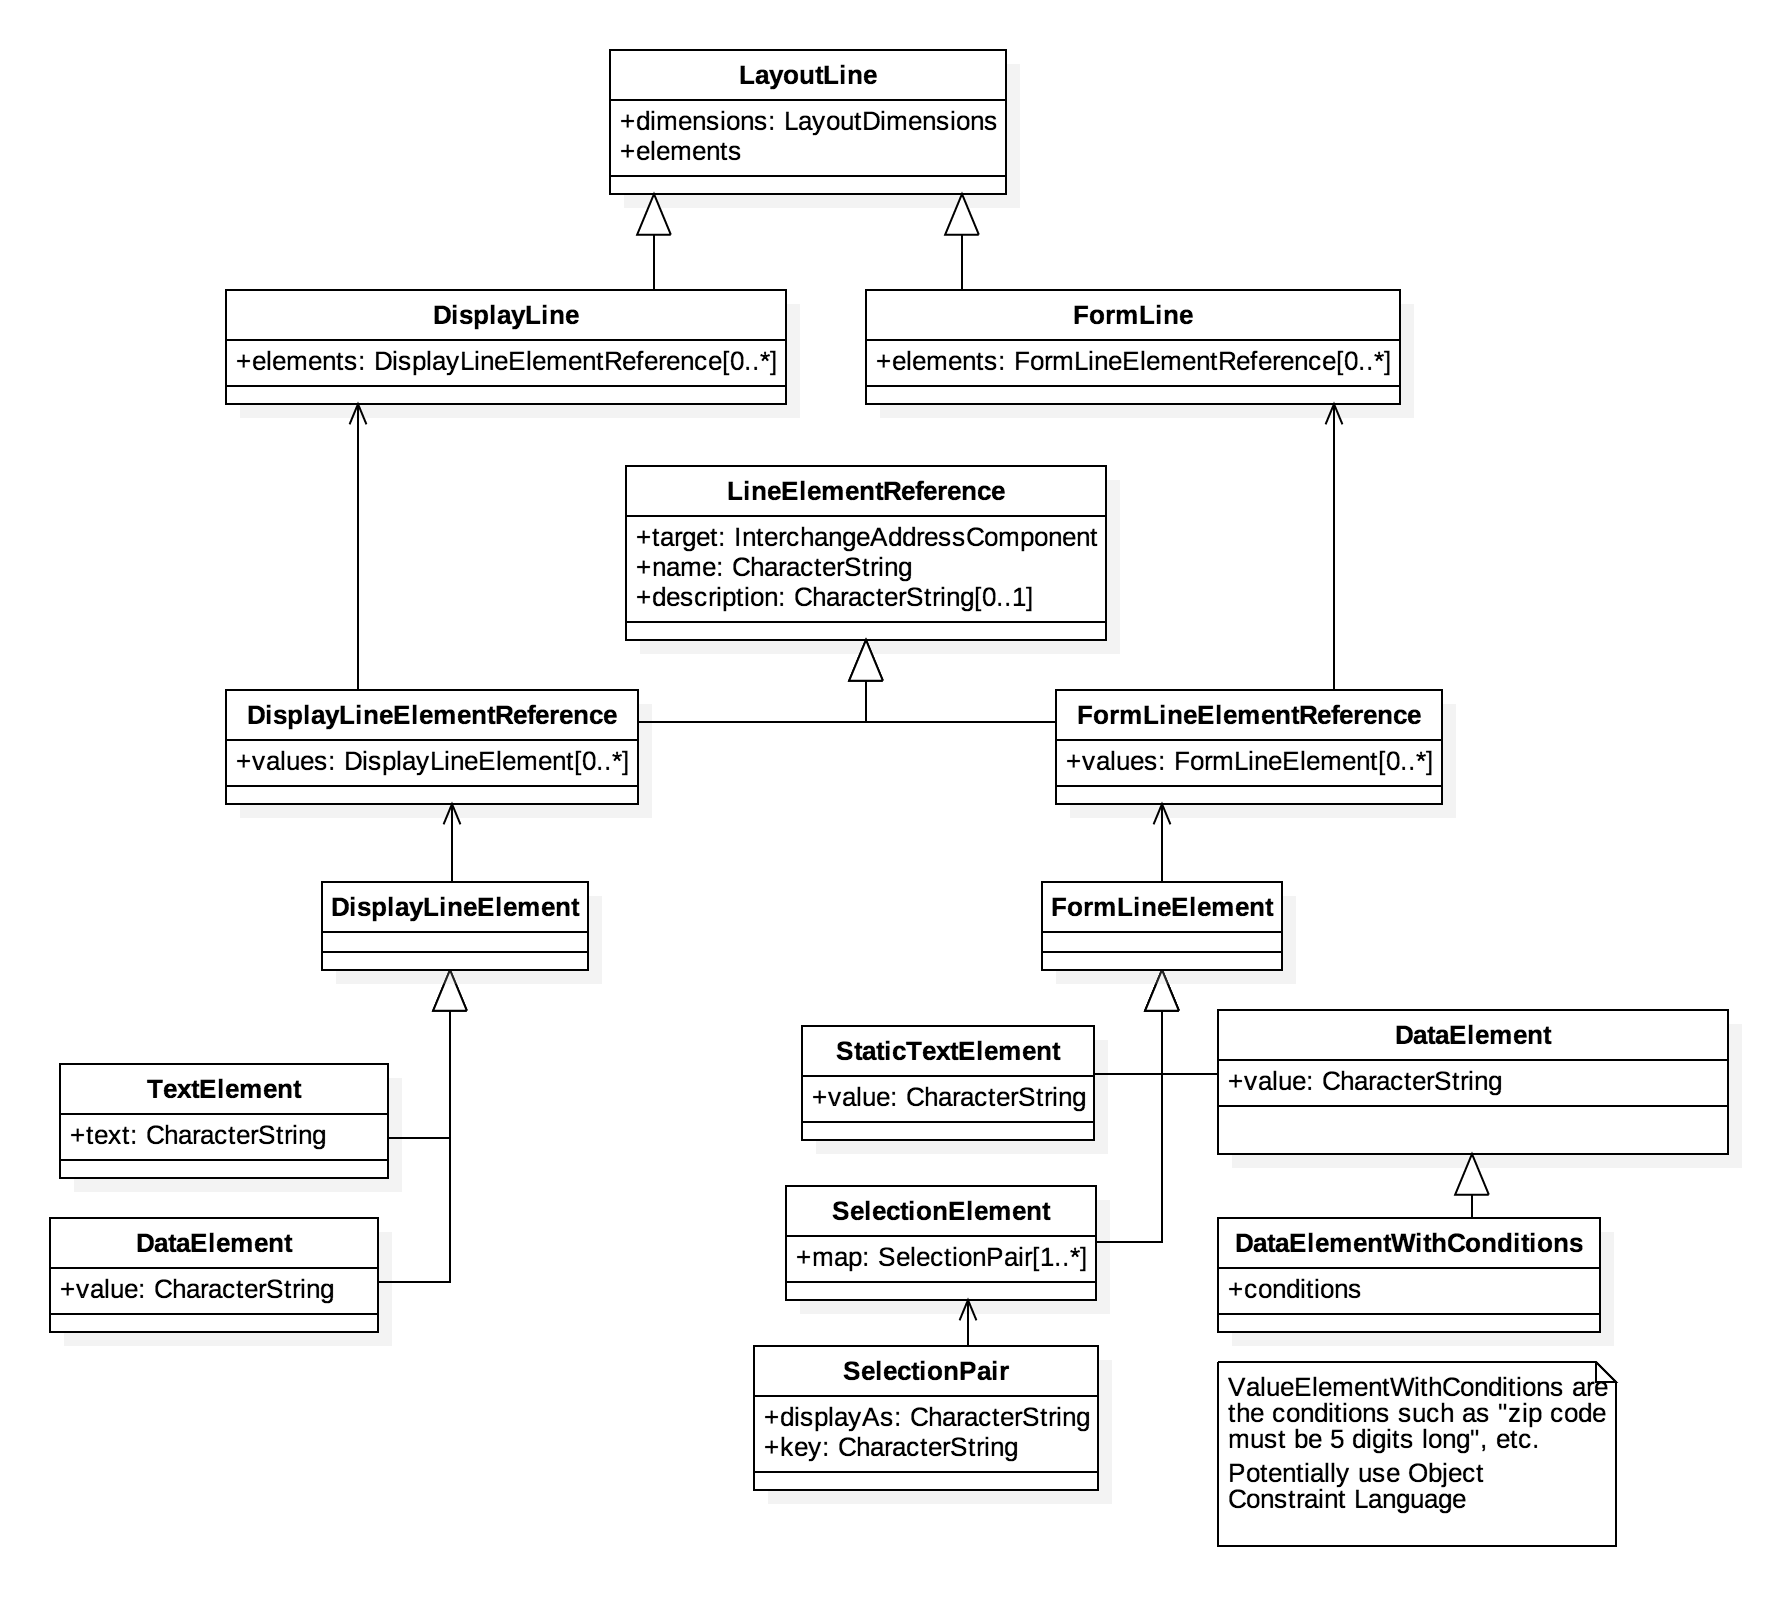 LayoutLine
+dimensions: LayoutDimensions
+elements
DisplayLine
+elements: DisplayLineElementReference[0..*]
FormLine
+elements: FormLineElementReference[0..*]
LineElementReference
+target: InterchangeAddressComponent
+name: CharacterString
+description: CharacterString[0..1]
DisplayLineElementReference
+values: DisplayLineElement[0..*]
FormLineElementReference
+values: FormLineElement[0..*]
DisplayLineElement
FormLineElement
TextElement
+text: CharacterString
DataElement
+value: CharacterString
StaticTextElement
+value: CharacterString
DataElement
+value: CharacterString
SelectionElement
+map: SelectionPair[1..*]
DataElementWithConditions
+conditions
SelectionPair
+displayAs: CharacterString
+key: CharacterString
ValueElementWithConditions are
the conditions such as "zip code
must be 5 digits long", etc.
Potentially use Object
Constraint Language